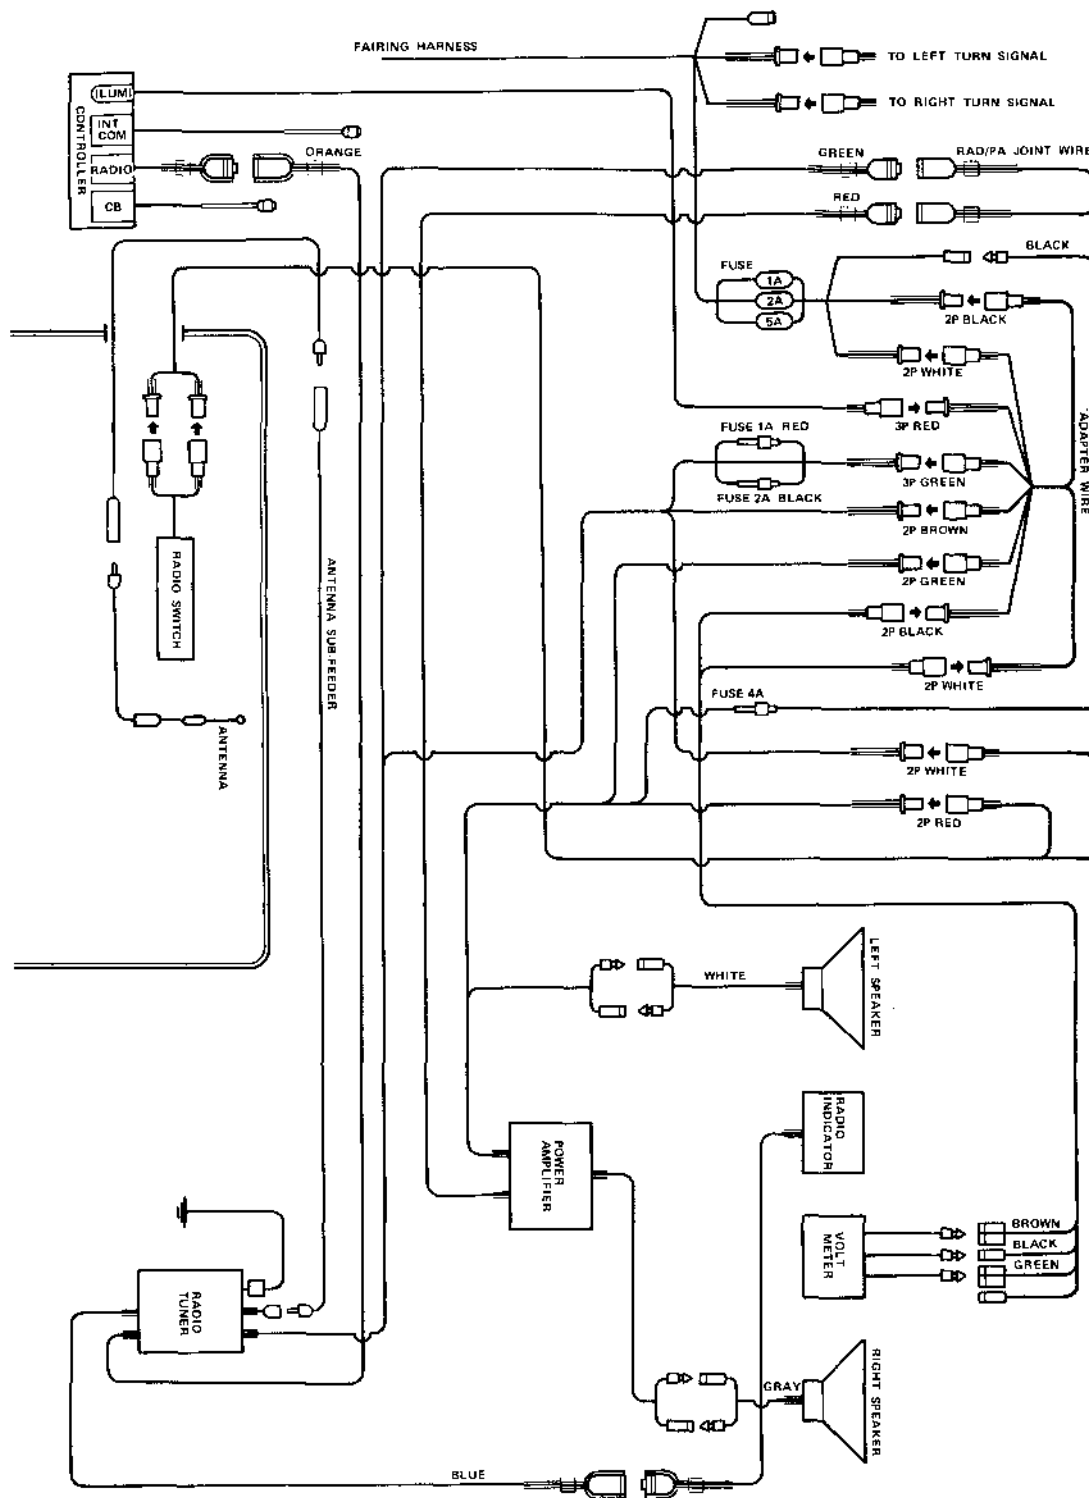 FAIRING HARNESS
TO LEFT TURN SIGNAL
TO RIGHT TURN SIGNAL
CONTROLLER
ILUMI
INT
COM
RADIO
CB
ORANGE
GREEN
RAD/PA JOINT WIRE
RED
BLACK
FUSE
1A
2A
5A
2P BLACK
2P WHITE
3P RED
ADAPTER WIRE
FUSE 1A RED
FUSE 2A BLACK
3P GREEN
2P BROWN
2P GREEN
2P BLACK
2P WHITE
RADIO SWITCH
ANTENNA SUB-FEEDER
ANTENNA
FUSE 4A
2P WHITE
2P RED
WHITE
LEFT SPEAKER
POWER
AMPLIFIER
RADIO
INDICATOR
VOLT
METER
BROWN
BLACK
GREEN
RADIO
TUNER
GRAY
RIGHT SPEAKER
BLUE